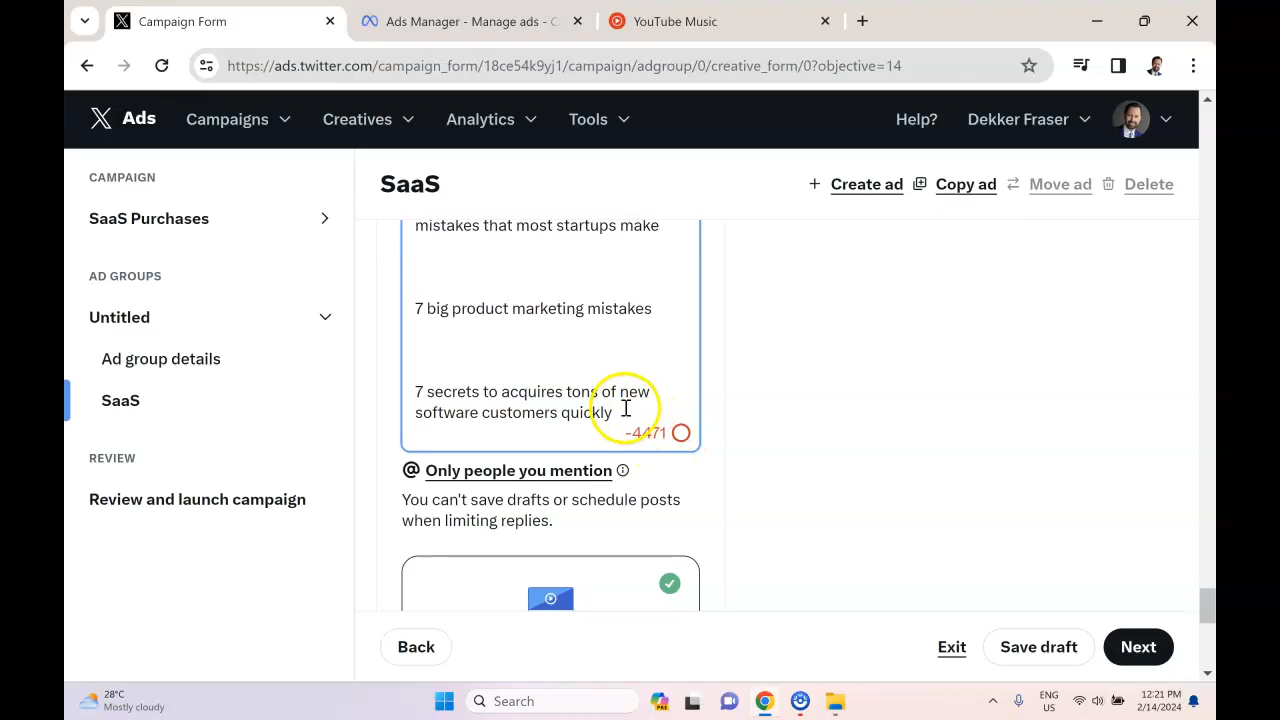 Campaign Form
Ads Manager - Manage ads - C
YouTube Music
https://ads.twitter.com/campaign_form/18ce54k9yj1/campaign/adgroup/0/creative_form/0?objective=14
X Ads Campaigns Creatives Analytics Tools Help? Dekker Fraser
CAMPAIGN
SaaS Purchases
AD GROUPS
Untitled
Ad group details
SaaS
REVIEW
Review and launch campaign
SaaS
+ Create ad Copy ad Move ad Delete
mistakes that most startups make
7 big product marketing mistakes
7 secrets to acquires tons of new
software customers quickly
-4471
@ Only people you mention
You can't save drafts or schedule posts
when limiting replies.
Back Exit Save draft Next
28°C
Mostly cloudy
Search
ENG
US
12:21 PM
2/14/2024